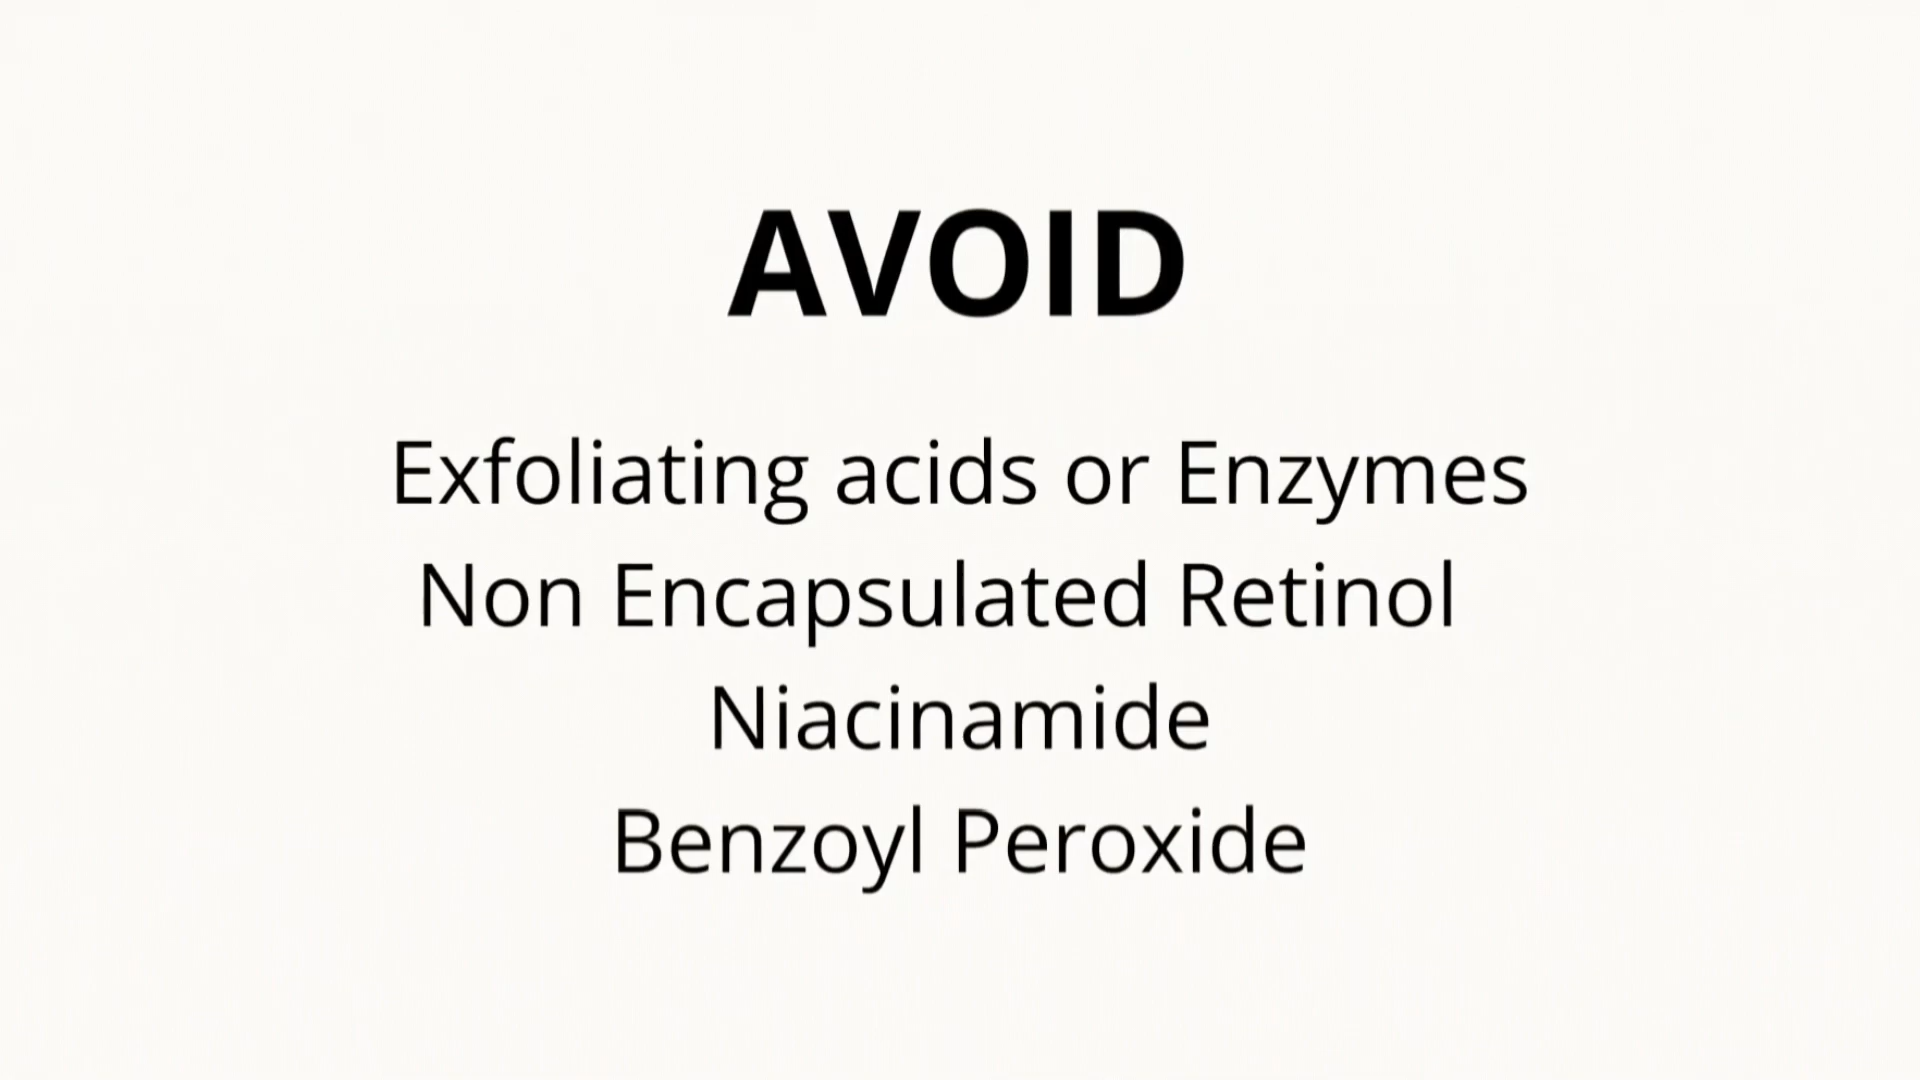 AVOID
Exfoliating acids or Enzymes
Non Encapsulated Retinol
Niacinamide
Benzoyl Peroxide